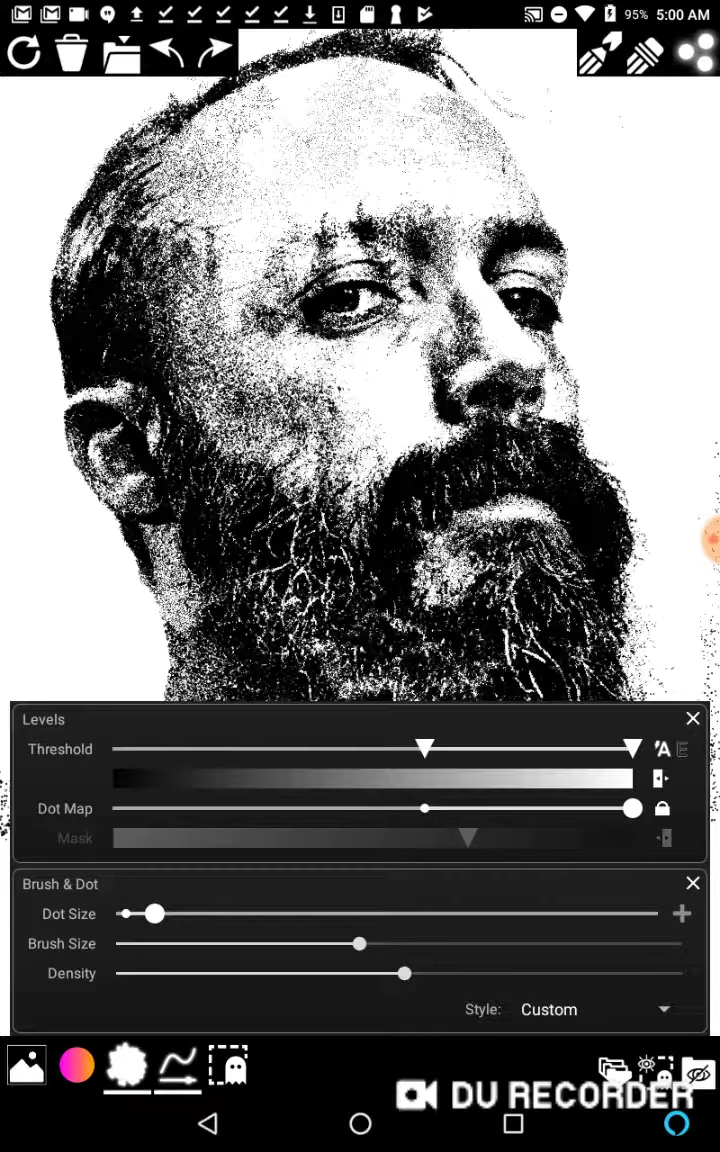 95% 5:00 AM
Levels
Threshold
'A E
Dot Map
Mask
Brush & Dot
Dot Size
Brush Size
Density
Style: Custom
DU RECORDER